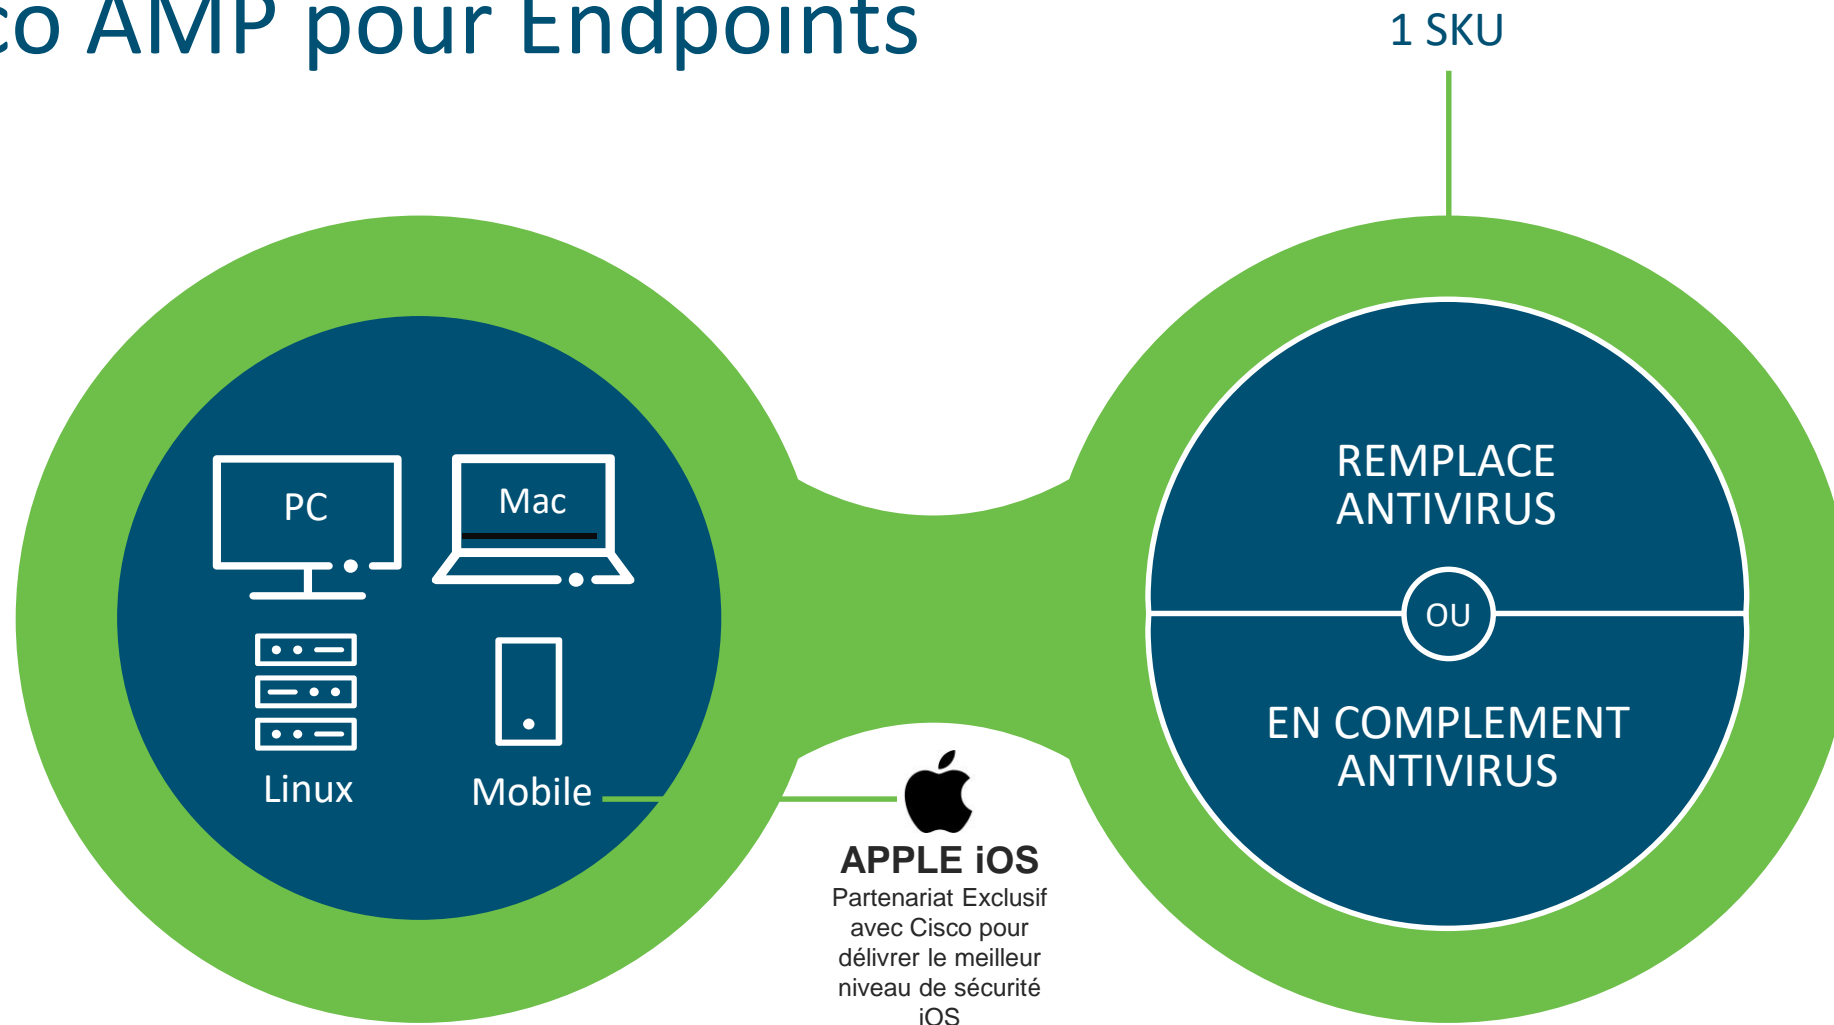 co AMP pour Endpoints
1 SKU
PC
Mac
Linux
Mobile
APPLE iOS
Partenariat Exclusif
avec Cisco pour
délivrer le meilleur
niveau de sécurité
iOS
REMPLACE
ANTIVIRUS
OU
EN COMPLEMENT
ANTIVIRUS